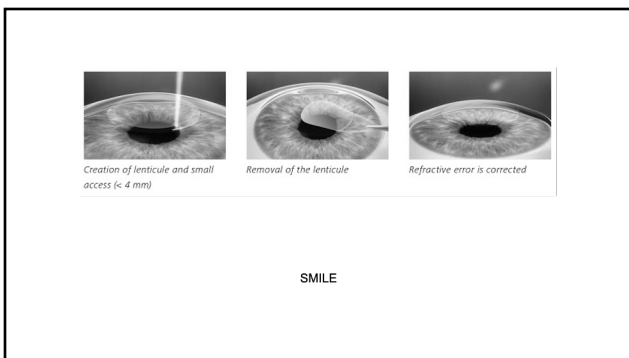 Creation of lenticule and small
access (< 4 mm)
Removal of the lenticule
Refractive error is corrected
SMILE